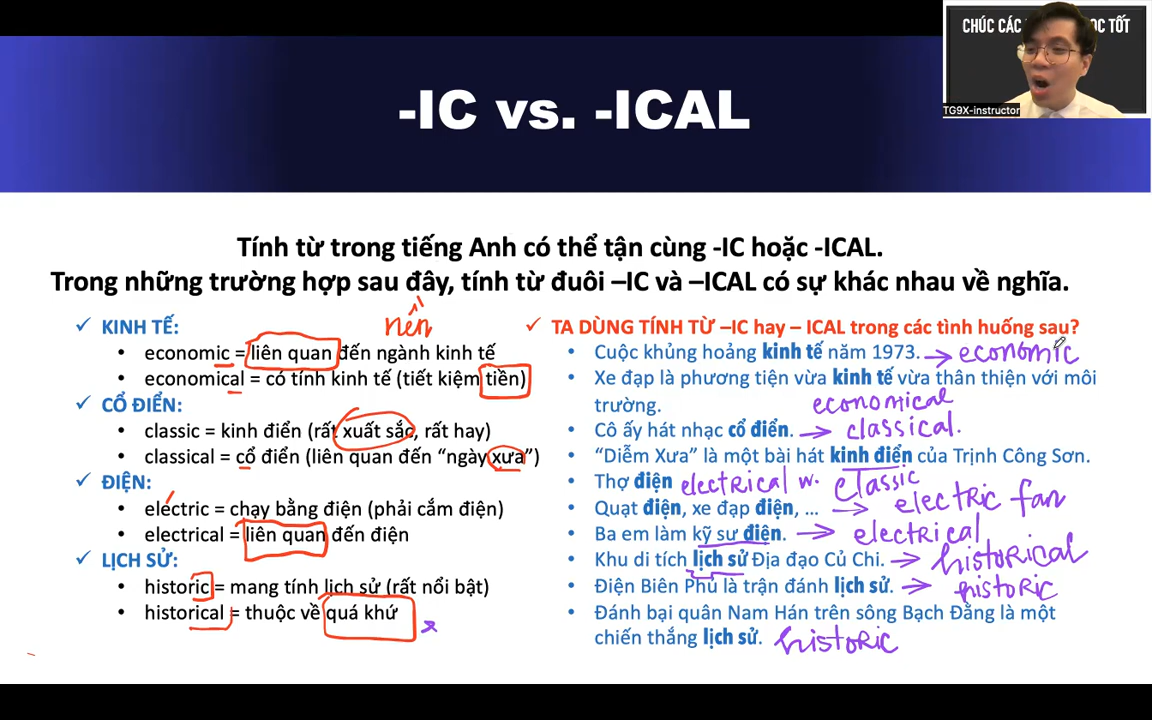 CHÚC CÁC ỌC TỐT
TG9X-instructor
-IC vs. -ICAL
Tính từ trong tiếng Anh có thể tận cùng -IC hoặc -ICAL.
Trong những trường hợp sau đây, tính từ đuôi –IC và –ICAL có sự khác nhau về nghĩa.
✓ KINH TẾ: nền
• economic = liên quan đến ngành kinh tế
• economical = có tính kinh tế (tiết kiệm tiền)
✓ CỔ ĐIỂN:
• classic = kinh điển (rất xuất sắc, rất hay)
• classical = cổ điển (liên quan đến “ngày xưa”)
✓ ĐIỆN:
• electric = chạy bằng điện (phải cắm điện)
• electrical = liên quan đến điện
✓ LỊCH SỬ:
• historic = mang tính lịch sử (rất nổi bật)
• historical = thuộc về quá khứ
✓ TA DÙNG TÍNH TỪ –IC hay – ICAL trong các tình huống sau?
• Cuộc khủng hoảng kinh tế năm 1973. → economic
• Xe đạp là phương tiện vừa kinh tế vừa thân thiện với môi
trường. economical
• Cô ấy hát nhạc cổ điển. → classical.
• “Diễm Xưa” là một bài hát kinh điển của Trịnh Công Sơn.
classic
• Thợ điện electrical w.
• Quạt điện, xe đạp điện, ... → electric fan
• Ba em làm kỹ sư điện. → electrical
• Khu di tích lịch sử Địa đạo Củ Chi. → historical
• Điện Biên Phủ là trận đánh lịch sử. → historic
• Đánh bại quân Nam Hán trên sông Bạch Đằng là một
chiến thắng lịch sử. historic